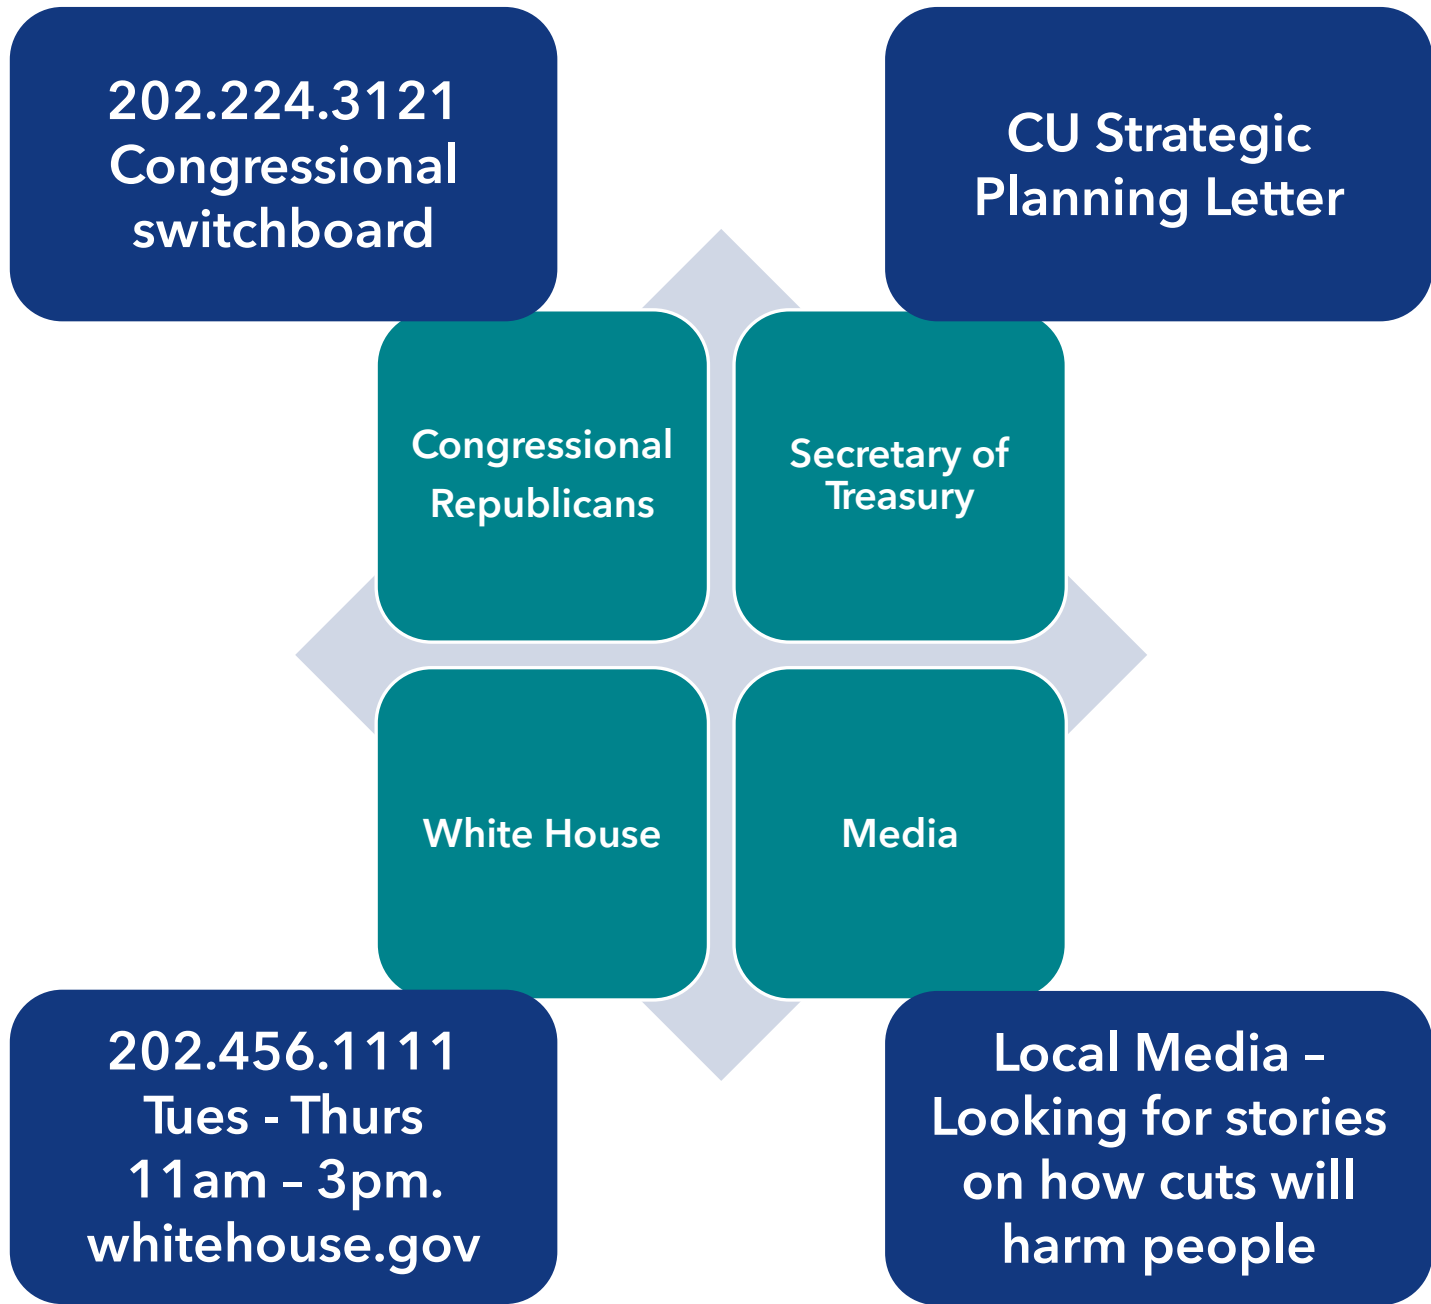 202.224.3121
Congressional
switchboard
CU Strategic
Planning Letter
Congressional
Republicans
Secretary of
Treasury
White House
Media
202.456.1111
Tues - Thurs
11am – 3pm.
whitehouse.gov
Local Media –
Looking for stories
on how cuts will
harm people